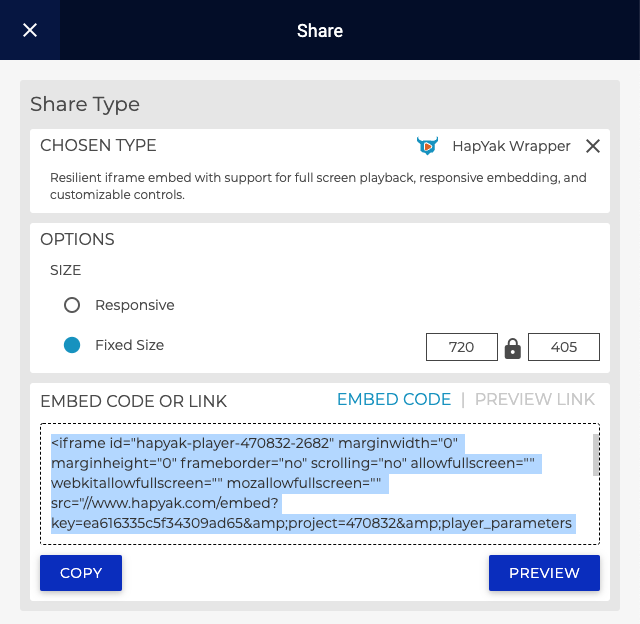 Share
Share Type
CHOSEN TYPE
HapYak Wrapper
Resilient iframe embed with support for full screen playback, responsive embedding, and
customizable controls.
OPTIONS
SIZE
Responsive
Fixed Size
720
405
EMBED CODE OR LINK
EMBED CODE | PREVIEW LINK
<iframe id="hapyak-player-470832-2682" marginwidth="0"
marginheight="0" frameborder="no" scrolling="no" allowfullscreen=""
webkitallowfullscreen="" mozallowfullscreen=""
src="//www.hapyak.com/embed?
key=ea616335c5f34309ad65&amp;project=470832&amp;player_parameters
COPY
PREVIEW